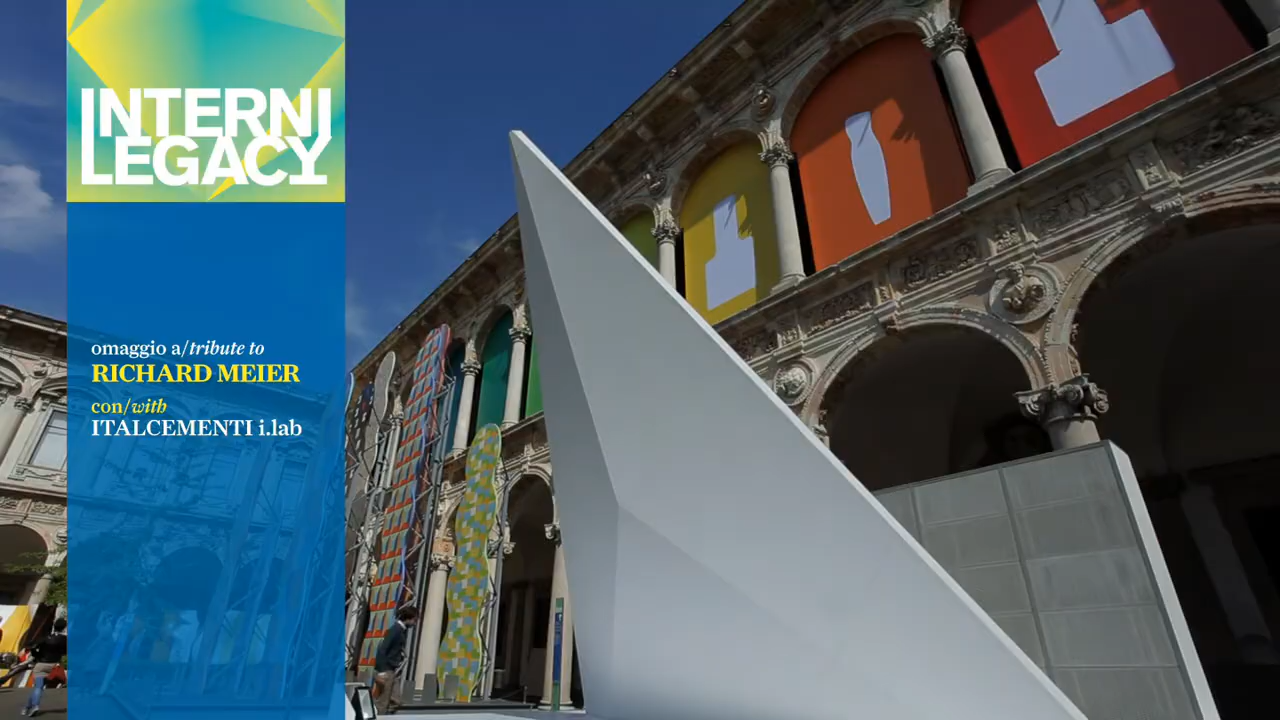 INTERNI
LEGACY
omaggio a/tribute to
RICHARD MEIER
con/with
ITALCEMENTI i.lab